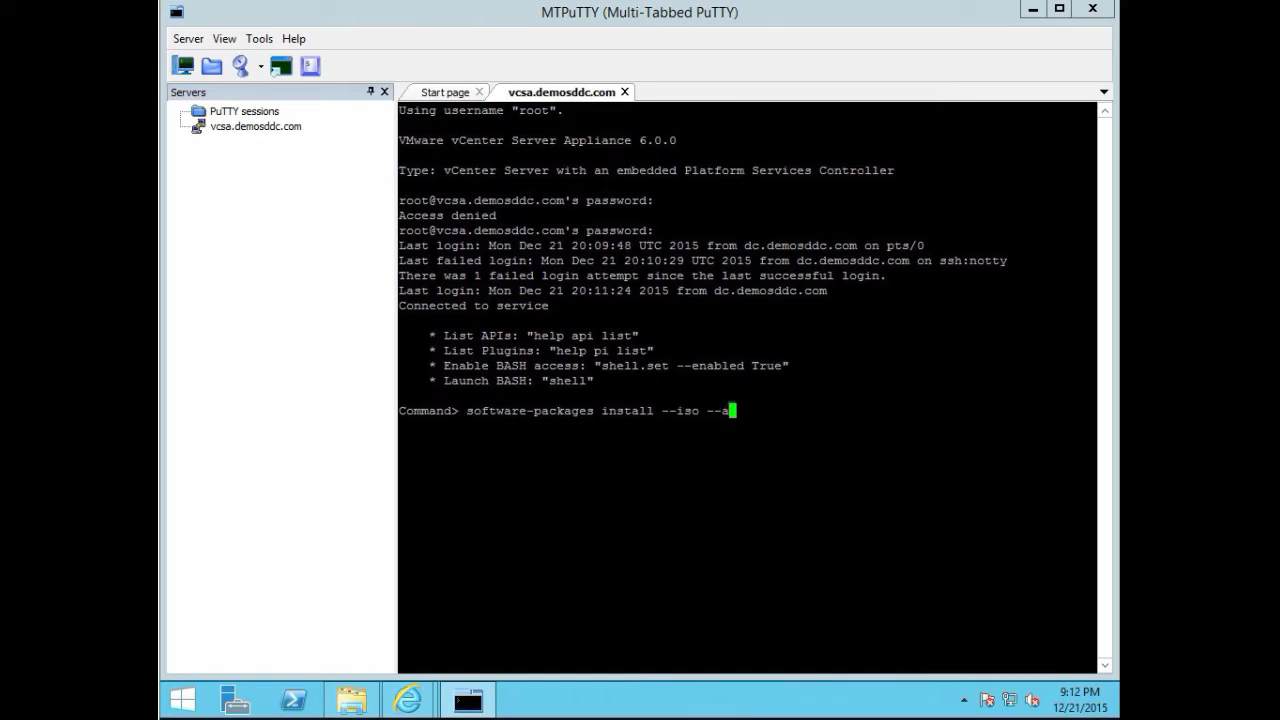 MTPuTTY (Multi-Tabbed PuTTY)
Server View Tools Help
Servers
PuTTY sessions
vcsa.demosddc.com
Start page vcsa.demosddc.com
Using username "root".
VMware vCenter Server Appliance 6.0.0
Type: vCenter Server with an embedded Platform Services Controller
root@vcsa.demosddc.com's password:
Access denied
root@vcsa.demosddc.com's password:
Last login: Mon Dec 21 20:09:48 UTC 2015 from dc.demosddc.com on pts/0
Last failed login: Mon Dec 21 20:10:29 UTC 2015 from dc.demosddc.com on ssh:notty
There was 1 failed login attempt since the last successful login.
Last login: Mon Dec 21 20:11:24 2015 from dc.demosddc.com
Connected to service
* List APIs: "help api list"
* List Plugins: "help pi list"
* Enable BASH access: "shell.set --enabled True"
* Launch BASH: "shell"
Command> software-packages install --iso --a
9:12 PM
12/21/2015